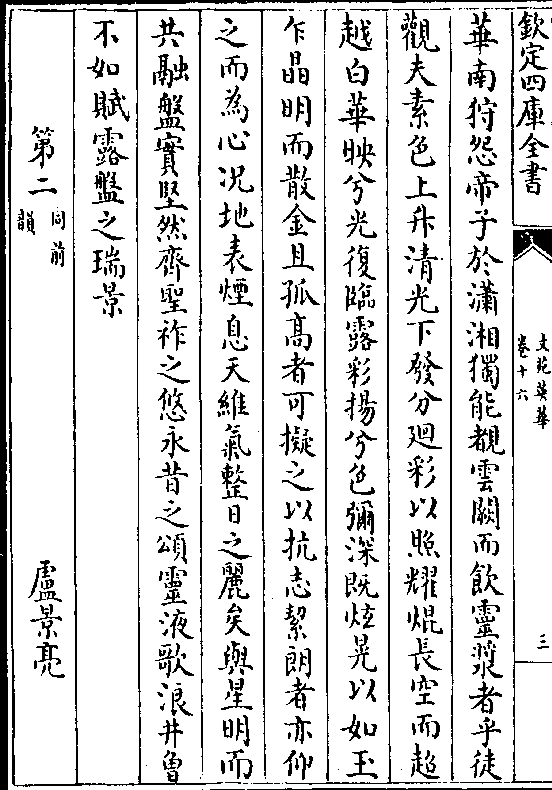 欽定四庫全書
文苑英華
卷十六
三
華南狩怨帝子於瀟湘獨能覩雲闕而飲靈漿者乎徒
觀夫素色上升清光下發分廻彩以照耀焜長空而超
越白華映兮光復臨露彩揚兮色彌深既炫晃以如玉
乍晶明而散金且孤高者可擬之以抗志絜朗者亦仰
之而為心況地表煙息天維氣整日之麗矣與星明而
共融盤實堅然齊聖祚之悠永昔之頌靈液歌浪井曾
不如賦露盤之瑞景
第二 同前韻 盧景亮